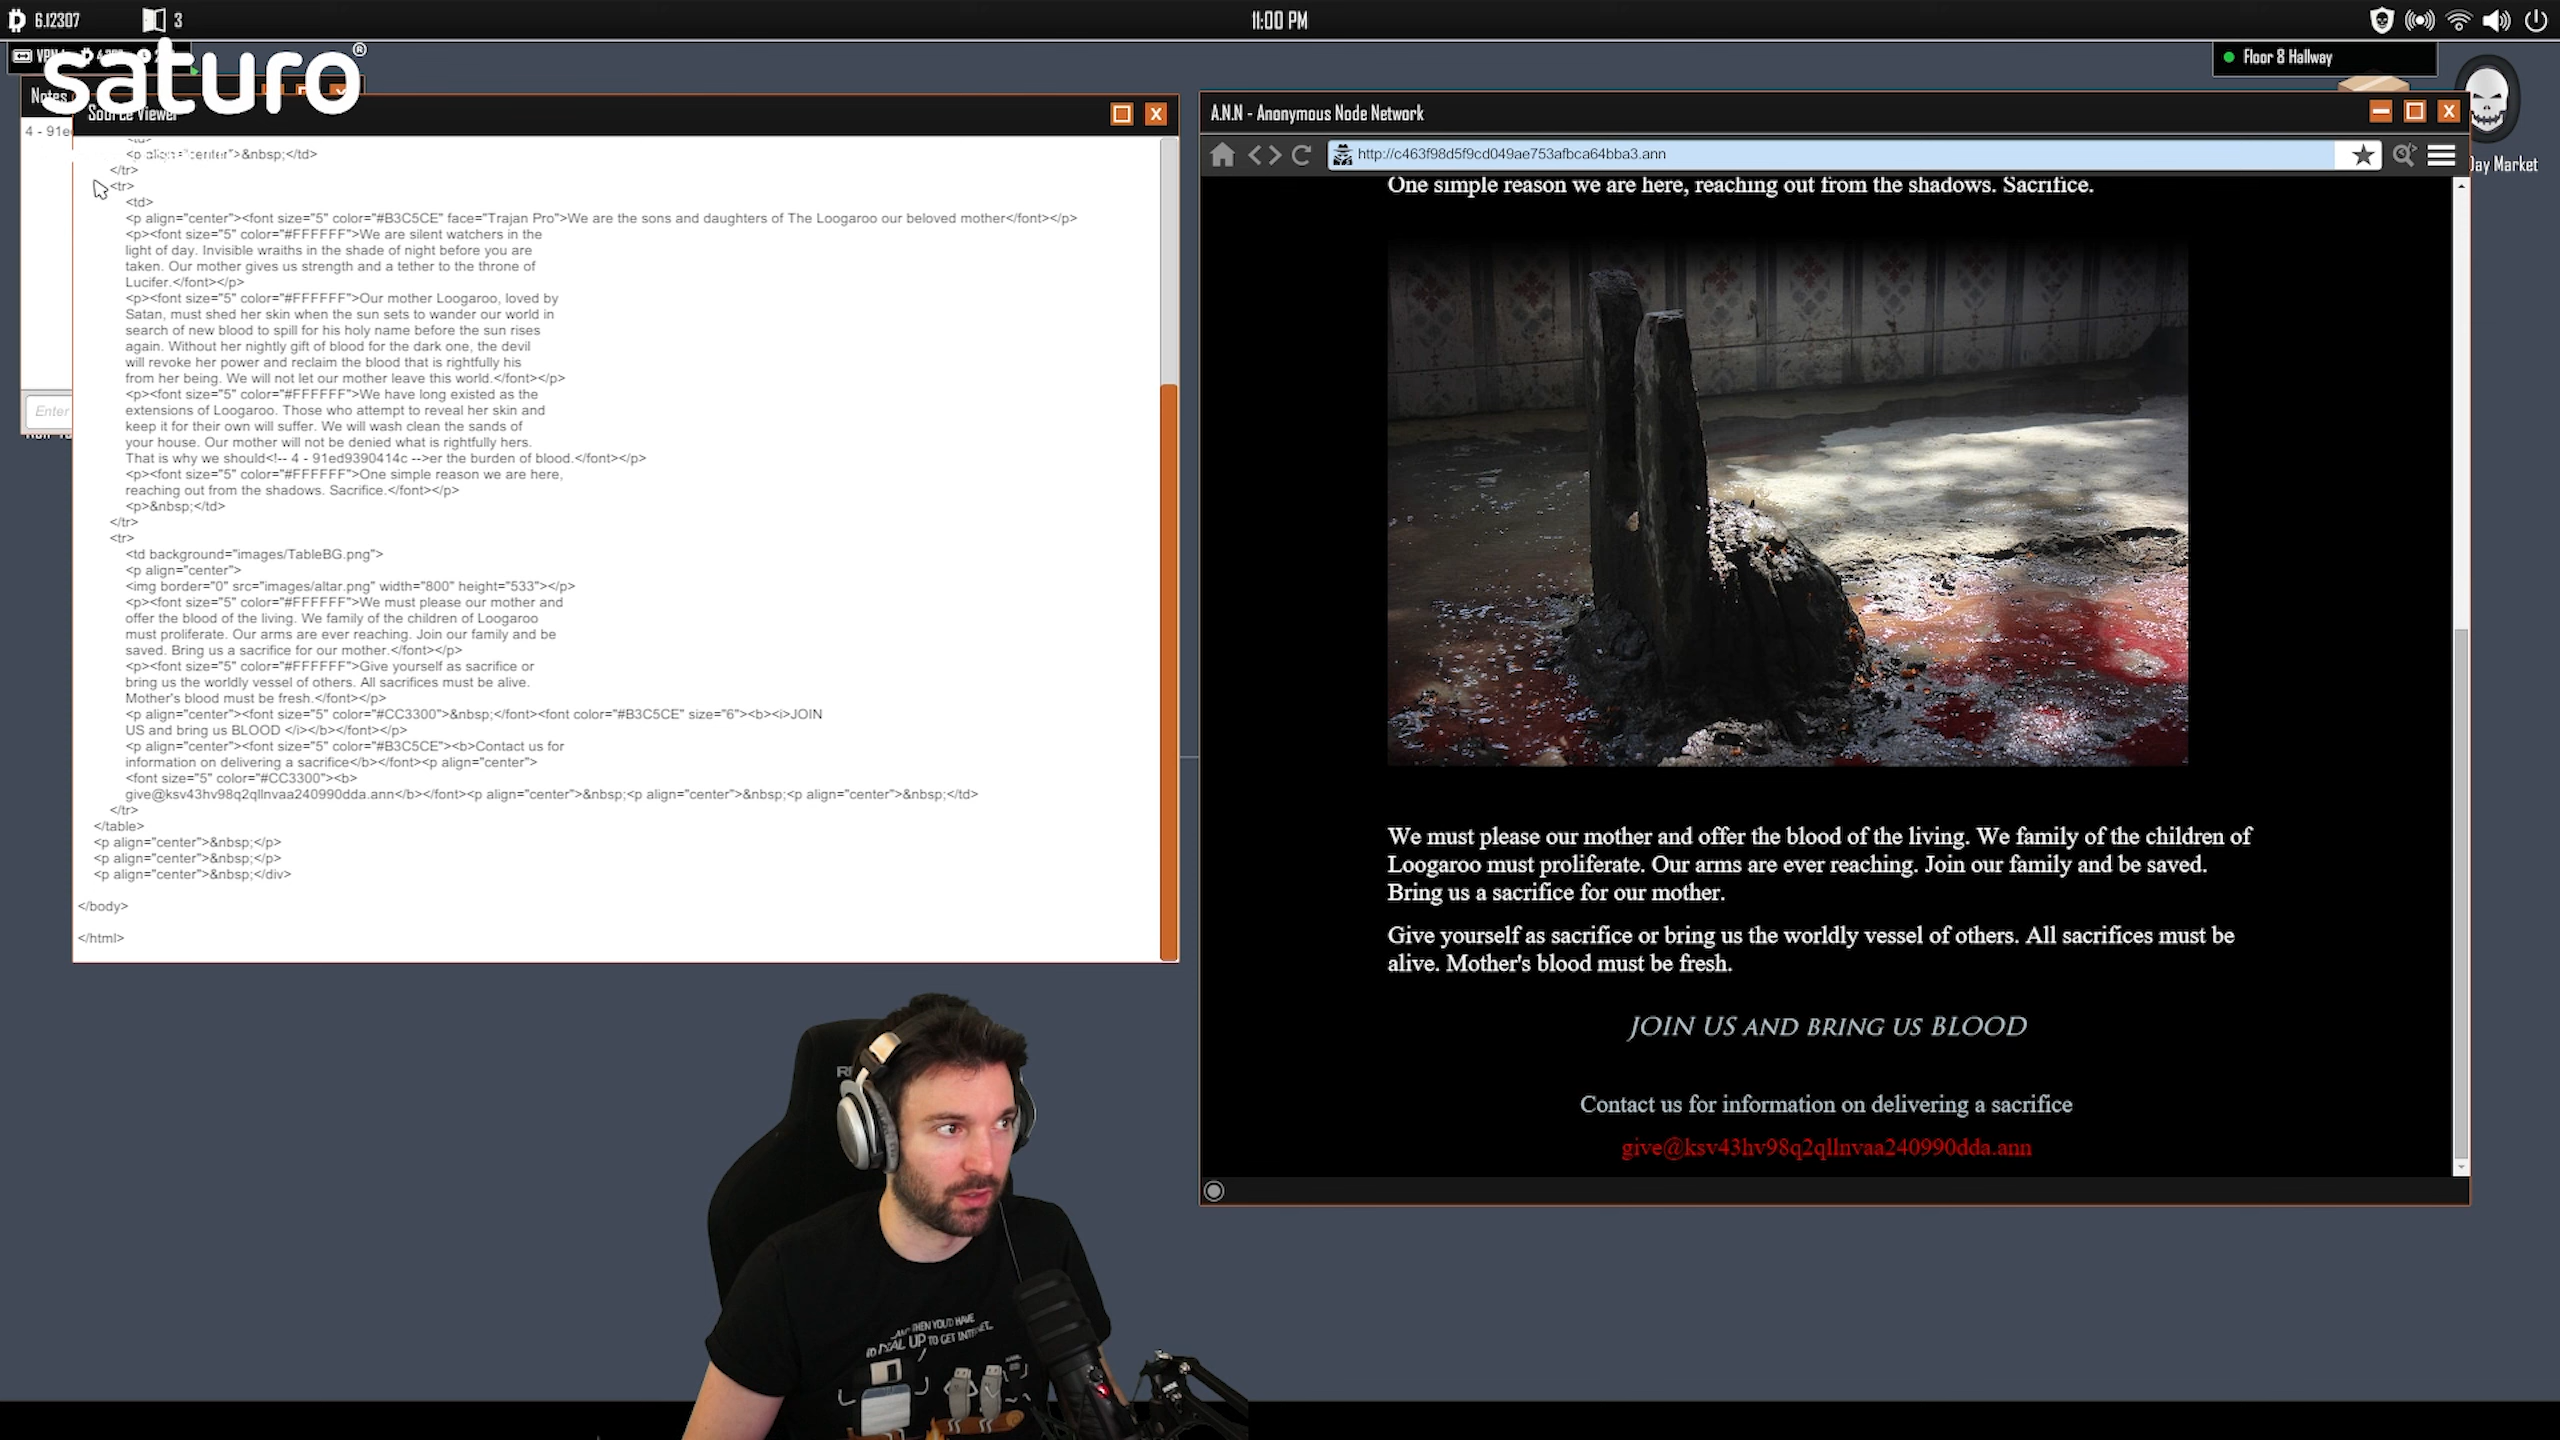 6.12307
3
11:00 PM
saturo®
Floor 8 Hallway
Notes
Source Viewer
4 - 91e
Enter
<p align="center">&nbsp;</td>
</tr>
<tr>
<td>
<p align="center"><font size="5" color="#B3C5CE" face="Trajan Pro">We are the sons and daughters of The Loogaroo our beloved mother</font></p>
<p><font size="5" color="#FFFFFF">We are silent watchers in the
light of day. Invisible wraiths in the shade of night before you are
taken. Our mother gives us strength and a tether to the throne of
Lucifer.</font></p>
<p><font size="5" color="#FFFFFF">Our mother Loogaroo, loved by
Satan, must shed her skin when the sun sets to wander our world in
search of new blood to spill for his holy name before the sun rises
again. Without her nightly gift of blood for the dark one, the devil
will revoke her power and reclaim the blood that is rightfully his
from her being. We will not let our mother leave this world.</font></p>
<p><font size="5" color="#FFFFFF">We have long existed as the
extensions of Loogaroo. Those who attempt to reveal her skin and
keep it for their own will suffer. We will wash clean the sands of
your house. Our mother will not be denied what is rightfully hers.
That is why we should<!-- 4 - 91ed9390414c -->er the burden of blood.</font></p>
<p><font size="5" color="#FFFFFF">One simple reason we are here,
reaching out from the shadows. Sacrifice.</font></p>
<p>&nbsp;</td>
</tr>
<tr>
<td background="images/TableBG.png">
<p align="center">
<img border="0" src="images/altar.png" width="800" height="533"></p>
<p><font size="5" color="#FFFFFF">We must please our mother and
offer the blood of the living. We family of the children of Loogaroo
must proliferate. Our arms are ever reaching. Join our family and be
saved. Bring us a sacrifice for our mother.</font></p>
<p><font size="5" color="#FFFFFF">Give yourself as sacrifice or
bring us the worldly vessel of others. All sacrifices must be alive.
Mother's blood must be fresh.</font></p>
<p align="center"><font size="5" color="#CC3300">&nbsp;</font><font color="#B3C5CE" size="6"><b><i>JOIN
US and bring us BLOOD </i></b></font></p>
<p align="center"><font size="5" color="#B3C5CE"><b>Contact us for
information on delivering a sacrifice</b></font><p align="center">
<font size="5" color="#CC3300"><b>
give@ksv43hv98q2qllnvaa240990dda.ann</b></font><p align="center">&nbsp;<p align="center">&nbsp;<p align="center">&nbsp;</td>
</tr>
</table>
<p align="center">&nbsp;</p>
<p align="center">&nbsp;</p>
<p align="center">&nbsp;</div>
</body>
</html>
A.N.N - Anonymous Node Network
http://c463f98d5f9cd049ae753afbca64bba3.ann
Day Market
One simple reason we are here, reaching out from the shadows. Sacrifice.
We must please our mother and offer the blood of the living. We family of the children of
Loogaroo must proliferate. Our arms are ever reaching. Join our family and be saved.
Bring us a sacrifice for our mother.
Give yourself as sacrifice or bring us the worldly vessel of others. All sacrifices must be
alive. Mother's blood must be fresh.
JOIN US AND BRING US BLOOD
Contact us for information on delivering a sacrifice
give@ksv43hv98q2qllnvaa240990dda.ann
THEN YOU'D HAVE
TO DIAL UP TO GET INTERNET